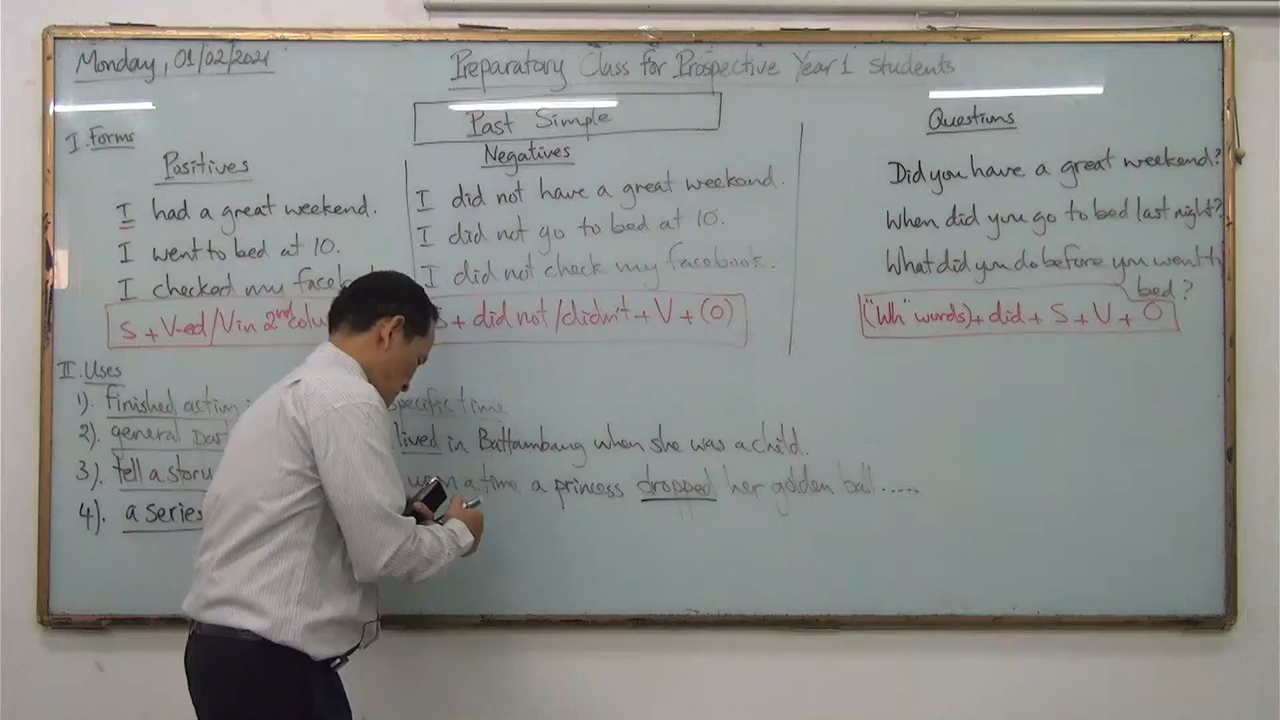 Monday, 01/02/2021
Preparatory Class for Prospective Year 1 Students
Past Simple
I. Forms
Positives
I had a great weekend.
I went to bed at 10.
I checked my
S + V-ed/V in 2nd
Negatives
I did not have a great weekend.
I did not go to bed at 10.
I did not check my facebook.
+ did not/didn't + V + (O)
Questions
Did you have a great weekend?
When did you go to bed last night?
What did you do before you went
bed?
("Wh" words) + did + S + V + O
II. Uses
1). Finished action specific time
2). general lived in Battambang when she was a child.
3). tell a story a time a princess dropped her golden ball.....
4). a series